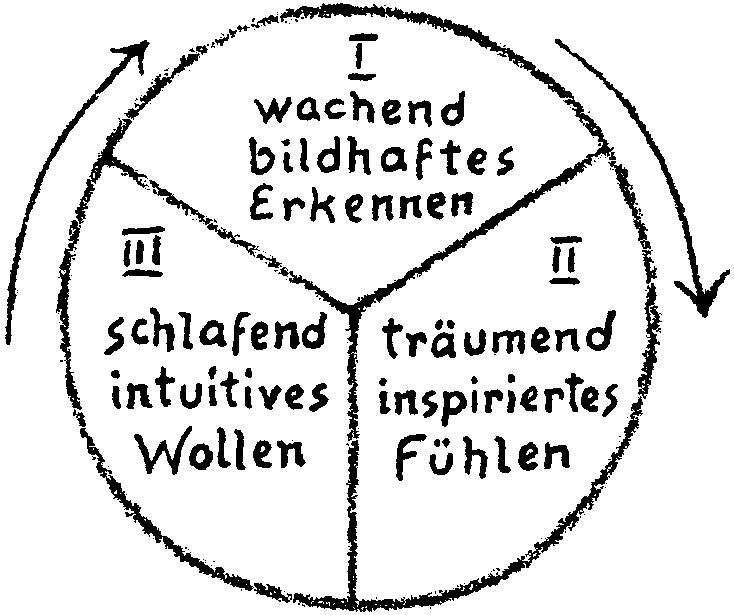 I
wachend
bildhaftes
Erkennen
II
träumend
inspiriertes
Fühlen
III
schlafend
intuitives
Wollen